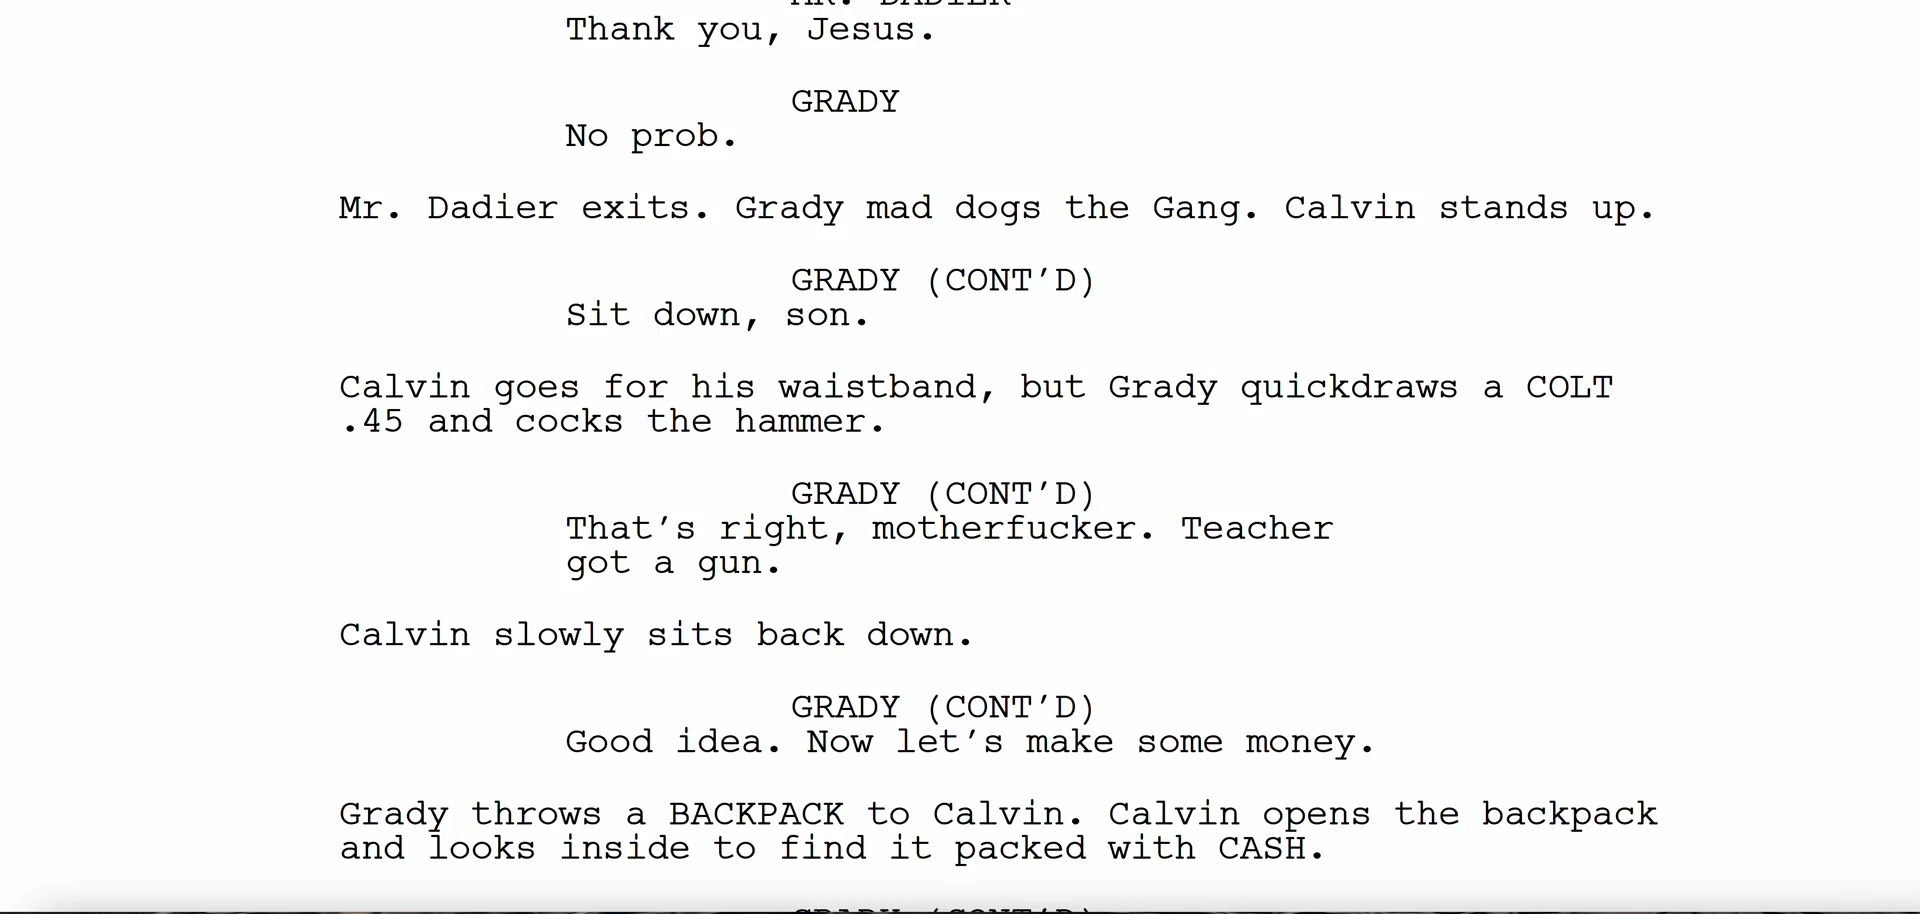 MR. DADIER
Thank you, Jesus.
GRADY
No prob.
Mr. Dadier exits. Grady mad dogs the Gang. Calvin stands up.
GRADY (CONT'D)
Sit down, son.
Calvin goes for his waistband, but Grady quickdraws a COLT
.45 and cocks the hammer.
GRADY (CONT'D)
That's right, motherfucker. Teacher
got a gun.
Calvin slowly sits back down.
GRADY (CONT'D)
Good idea. Now let's make some money.
Grady throws a BACKPACK to Calvin. Calvin opens the backpack
and looks inside to find it packed with CASH.
GRADY (CONT'D)